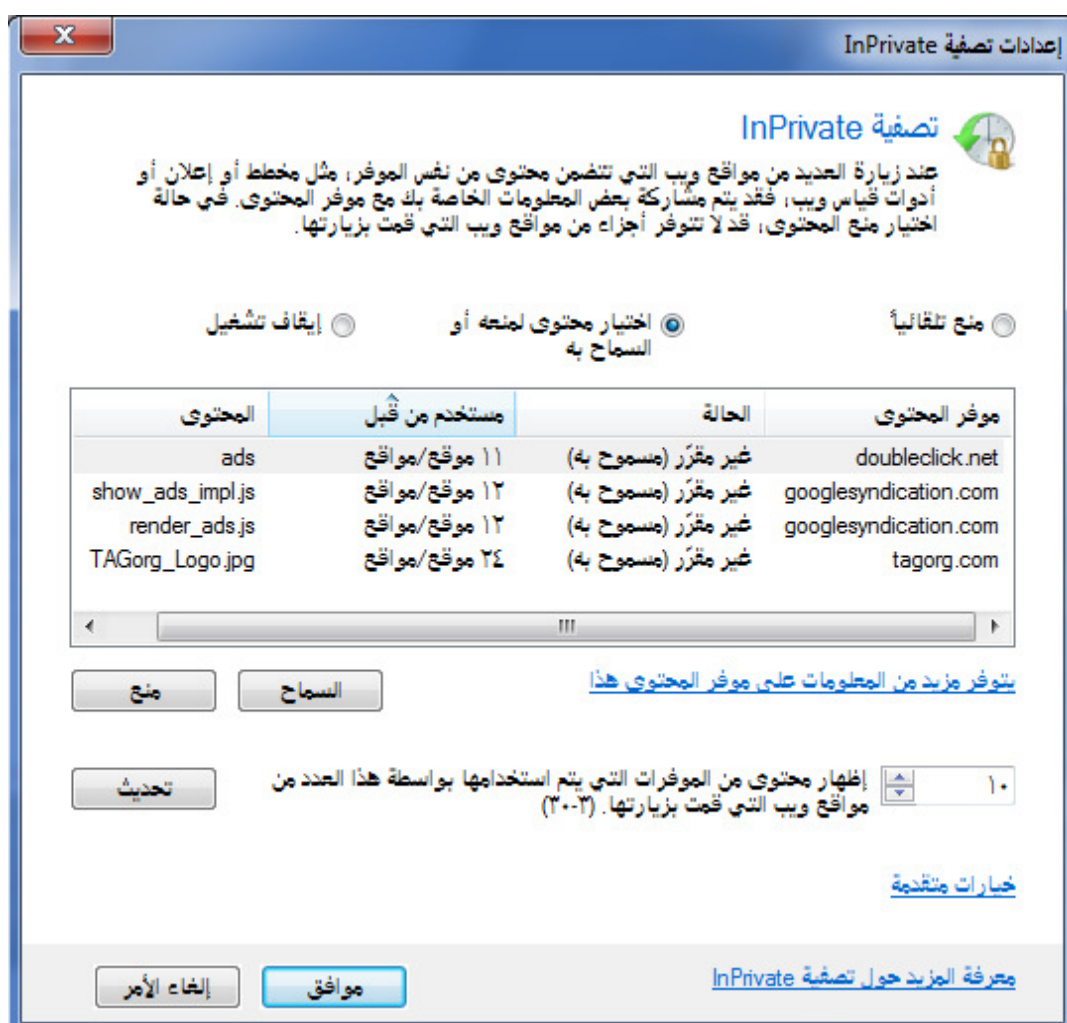 إعدادات تصفية InPrivate
تصفية InPrivate
عند زيارة العديد من مواقع ويب التي تتضمن محتوى من نفس الموفر، مثل مخطط أو إعلان أو
أدوات قياس ويب، فقد يتم مشاركة بعض المعلومات الخاصة بك مع موفر المحتوى. في حالة
اختيار منع المحتوى، قد لا تتوفر أجزاء من مواقع ويب التي قمت بزيارتها.
منع تلقائياً
اختيار محتوى لمنعه أو
السماح به
إيقاف تشغيل
موفر المحتوى الحالة مستخدم من قبل المحتوى
doubleclick.net غير مقرّر (مسموح به) ١١ موقع/مواقع ads
googlesyndication.com غير مقرّر (مسموح به) ١٢ موقع/مواقع show_ads_impl.js
googlesyndication.com غير مقرّر (مسموح به) ١٢ موقع/مواقع render_ads.js
tagorg.com غير مقرّر (مسموح به) ٢٤ موقع/مواقع TAGorg_Logo.jpg
يتوفر مزيد من المعلومات على موفر المحتوى هذا
السماح
منع
١٠
إظهار محتوى من الموفرات التي يتم استخدامها بواسطة هذا العدد من
مواقع ويب التي قمت بزيارتها. (٣-٣٠)
تحديث
خيارات متقدمة
معرفة المزيد حول تصفية InPrivate
موافق
إلغاء الأمر